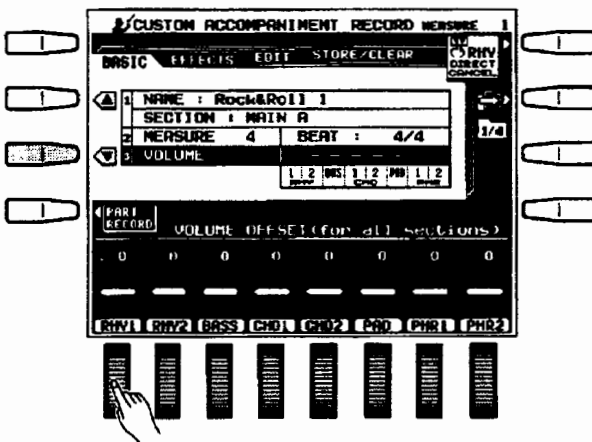 CUSTOM ACCOMPANIMENT RECORD MEASURE 1
BASIC EFFECTS EDIT STORE/CLEAR
RHY
DIRECT
CANCEL
1 NAME : Rock&Roll 1
SECTION : MAIN A
2 MEASURE 4 BEAT : 4/4
3 VOLUME
1 2 BAS 1 2 PAD 1 2
1/4
PART
RECORD
VOLUME OFFSET(for all sections)
0 0 0 0 0 0 0 0
RHY1 RHY2 BASS CHD1 CHD2 PAD PHR1 PHR2